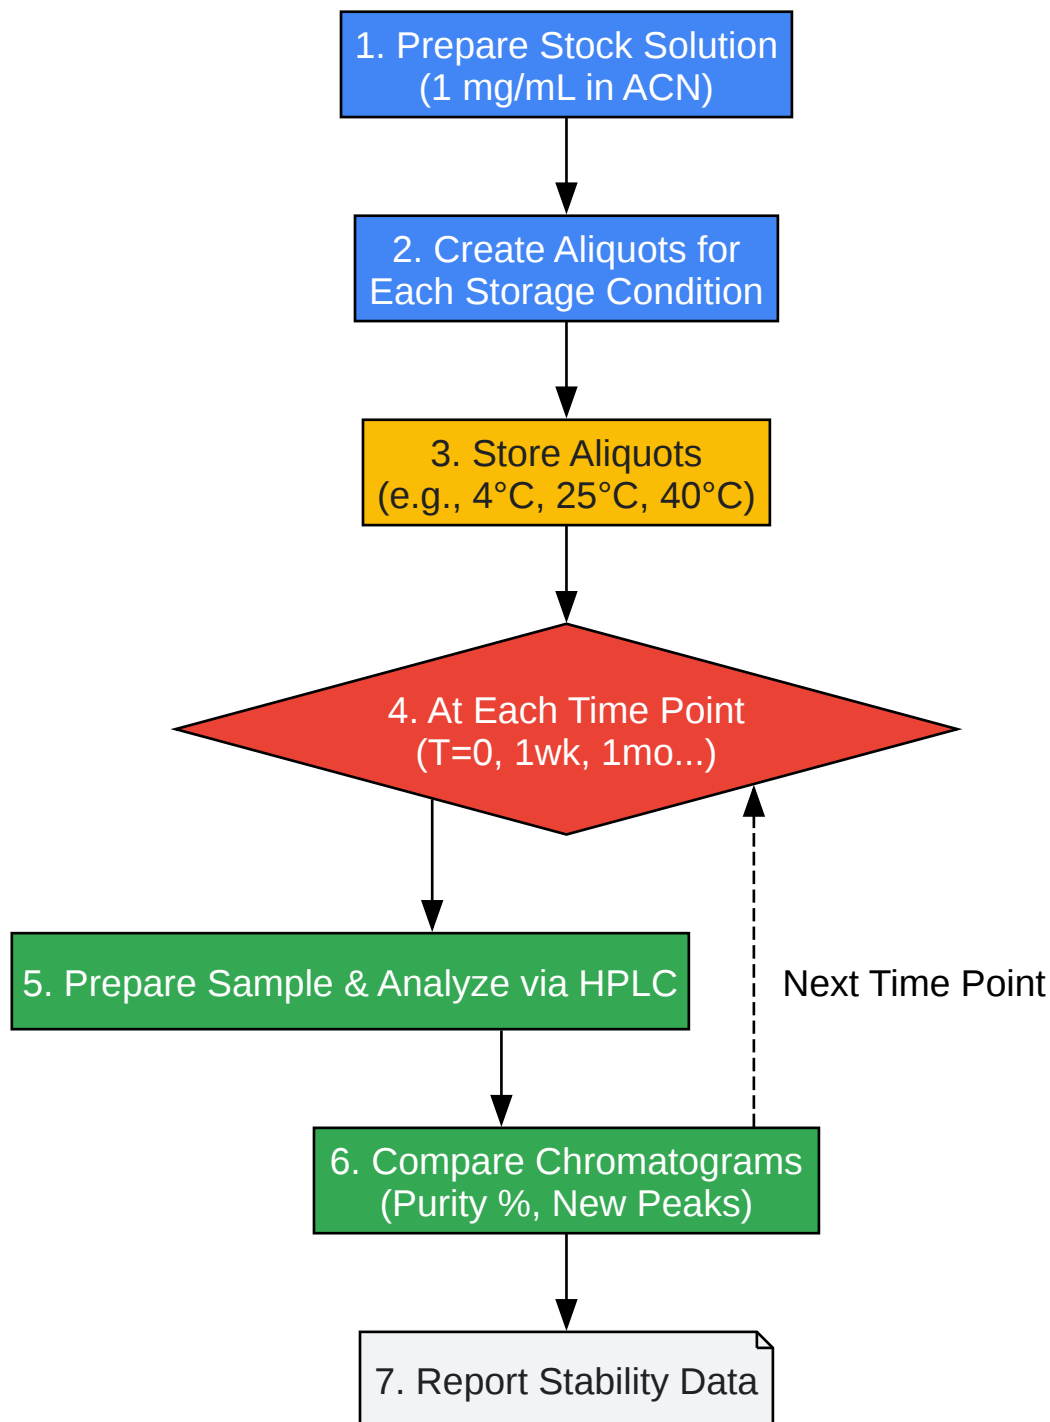 1. Prepare Stock Solution
(1 mg/mL in ACN)
2. Create Aliquots for
Each Storage Condition
3. Store Aliquots
(e.g., 4°C, 25°C, 40°C)
4. At Each Time Point
(T=0, 1wk, 1mo...)
5. Prepare Sample & Analyze via HPLC
Next Time Point
6. Compare Chromatograms
(Purity %, New Peaks)
7. Report Stability Data